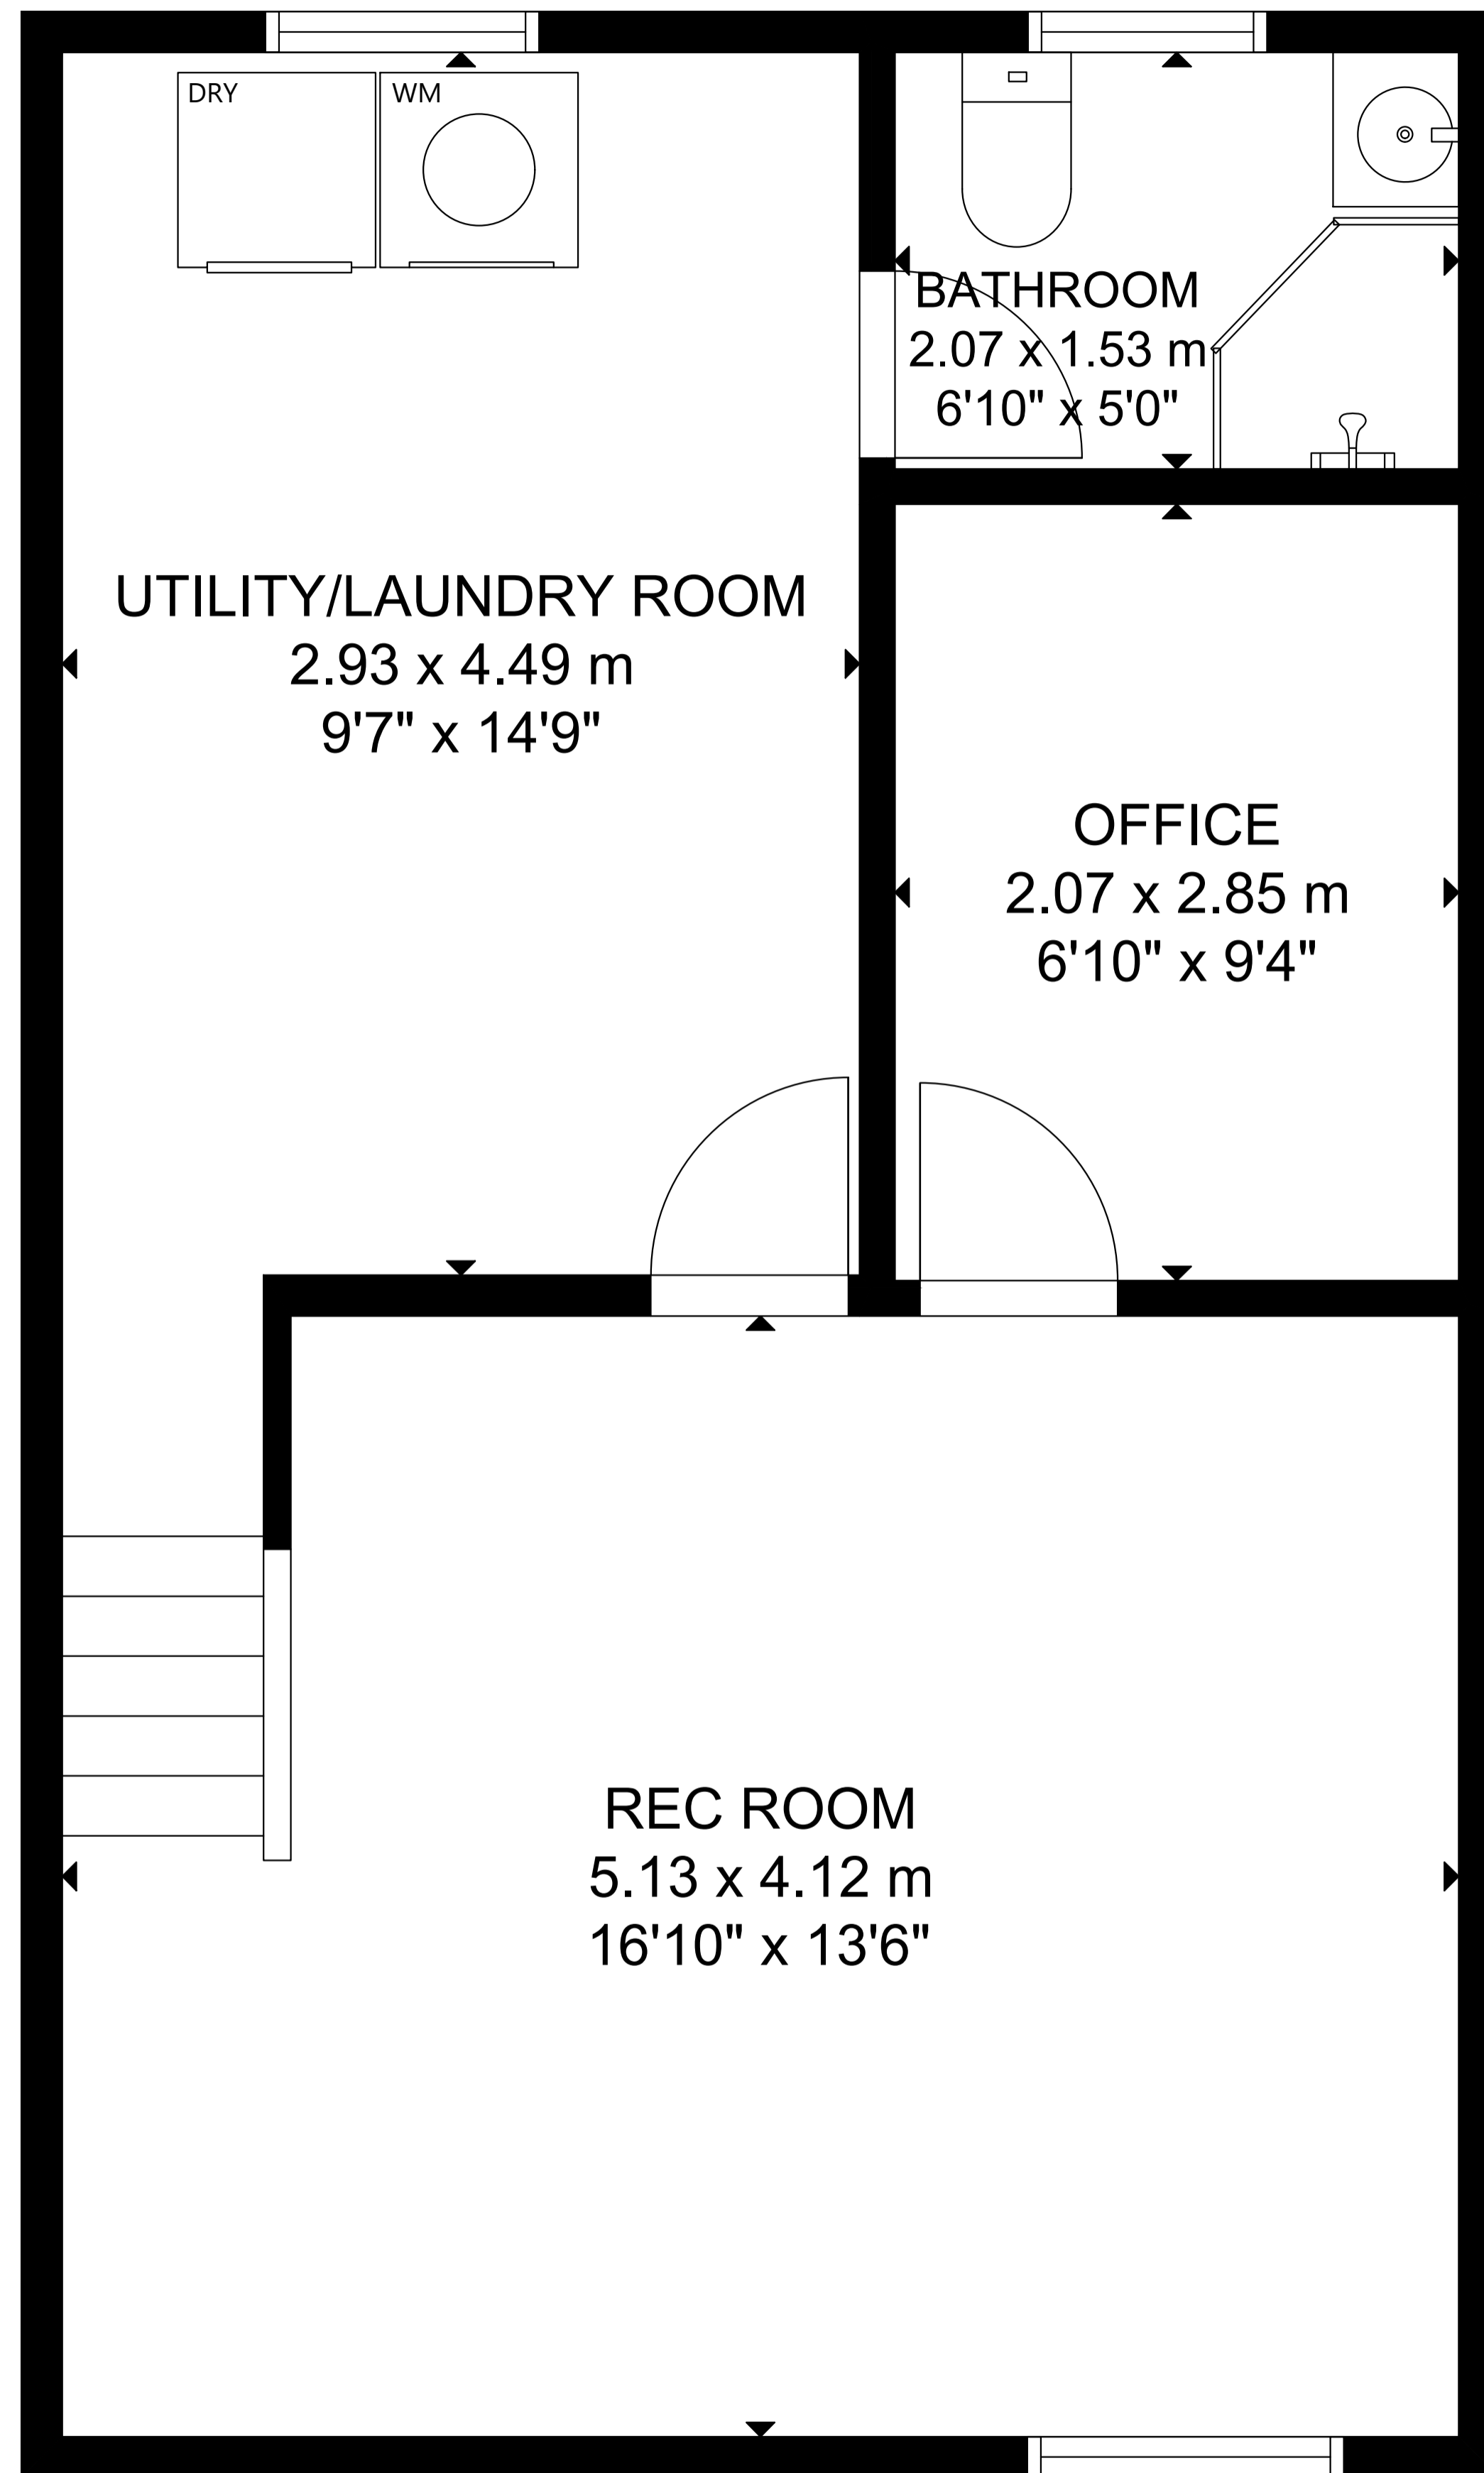 DRY
WM
BATHROOM
2.07 x 1.53 m
6'10" x 5'0"
UTILITY/LAUNDRY ROOM
2.93 x 4.49 m
9'7" x 14'9"
OFFICE
2.07 x 2.85 m
6'10" x 9'4"
REC ROOM
5.13 x 4.12 m
16'10" x 13'6"